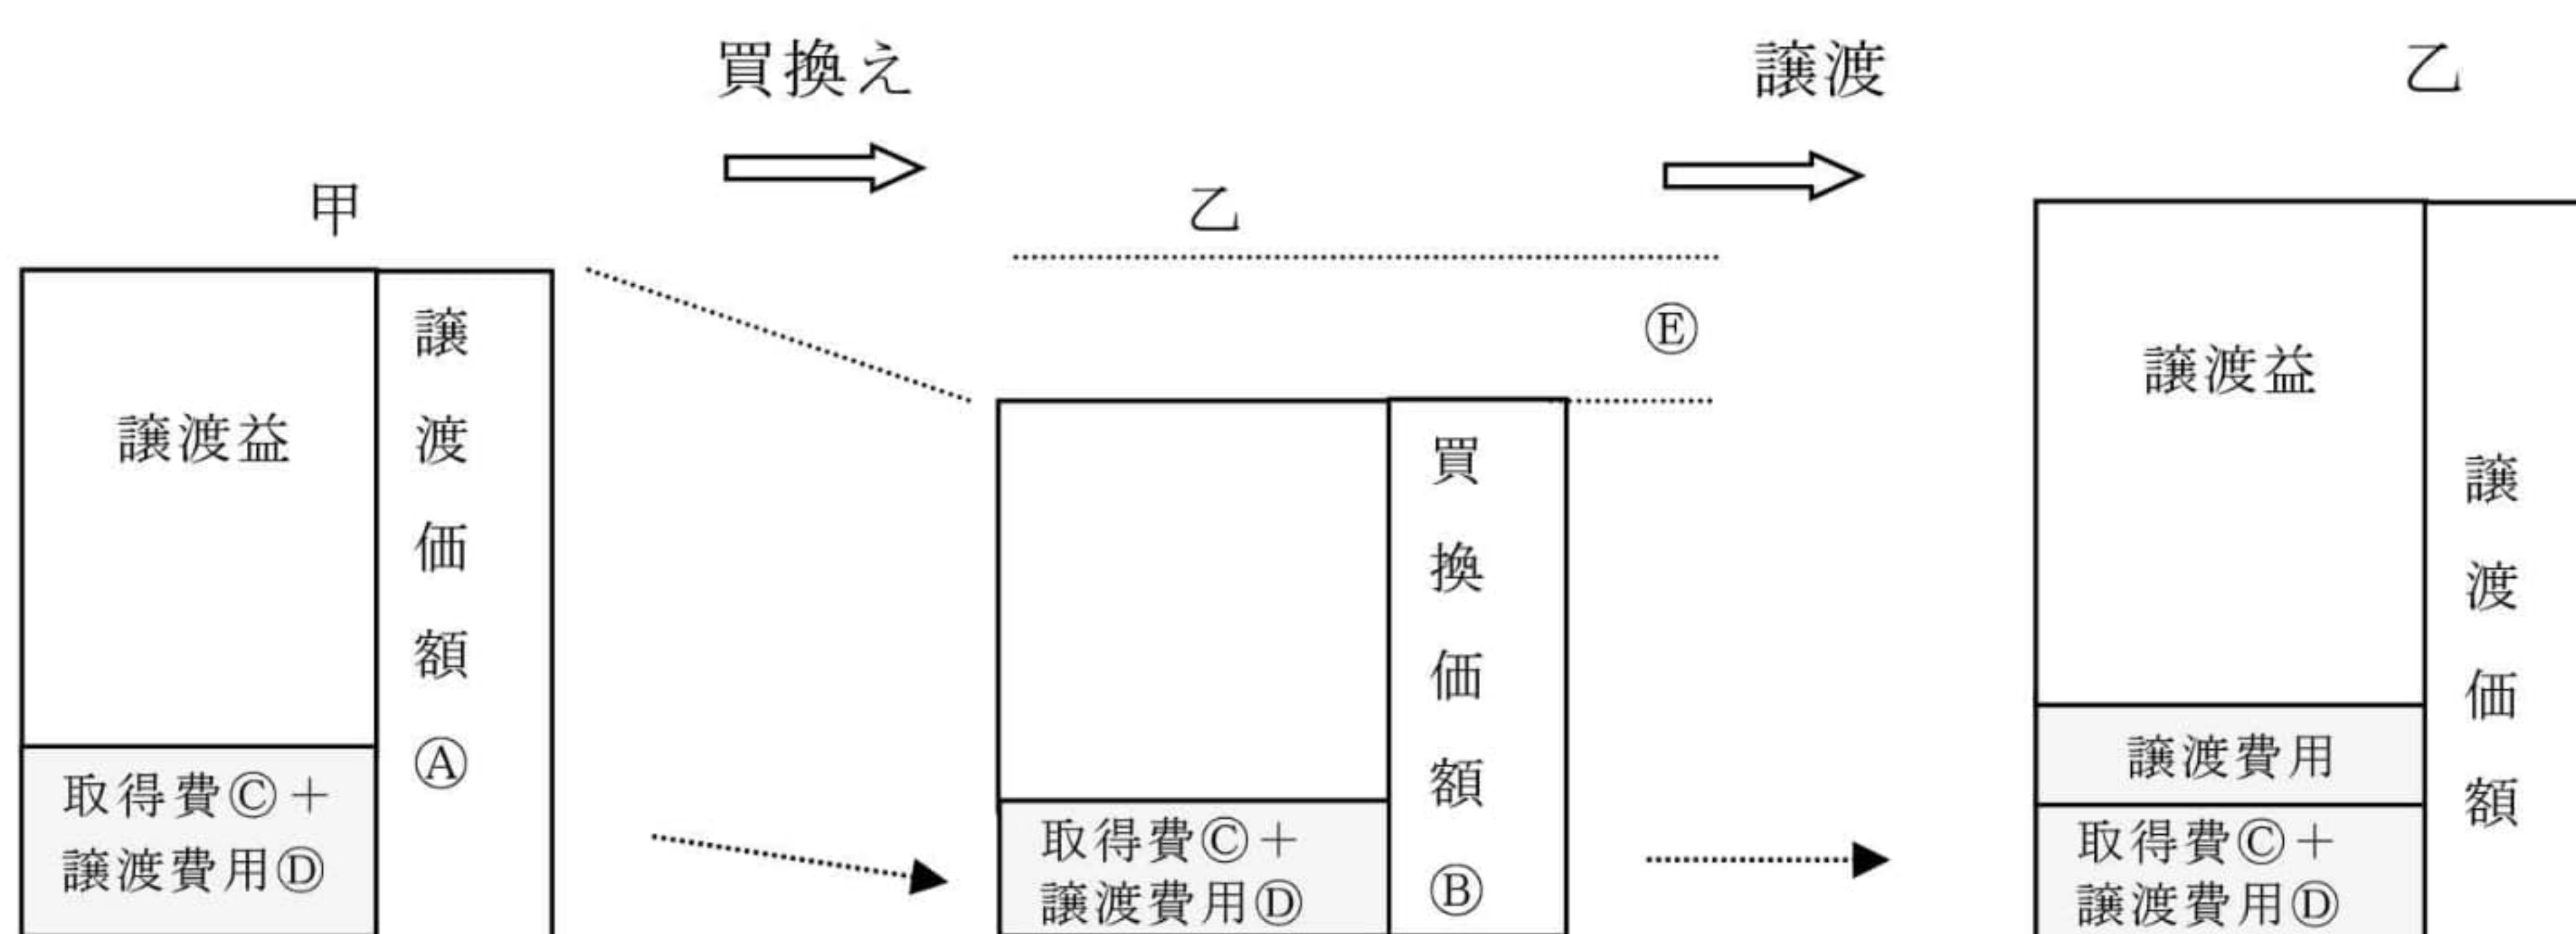 買換え
譲渡
乙
甲
乙
譲渡益
譲渡価額Ⓐ
取得費Ⓒ＋
譲渡費用Ⓓ
Ⓔ
買換価額Ⓑ
取得費Ⓒ＋
譲渡費用Ⓓ
譲渡益
譲渡価額
譲渡費用
取得費Ⓒ＋
譲渡費用Ⓓ